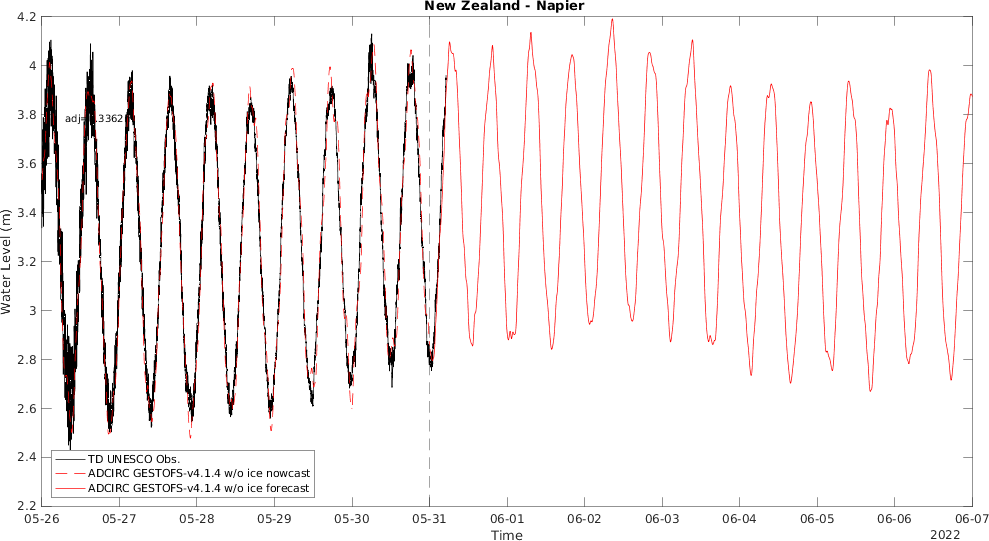 New Zealand - Napier
4.2
4
3.8
3.6
3.4
3.2
3
2.8
2.6
2.4
2.2
Water Level (m)
TD UNESCO Obs.
ADCIRC GESTOFS-v4.1.4 w/o ice nowcast
ADCIRC GESTOFS-v4.1.4 w/o ice forecast
05-26 05-27 05-28 05-29 05-30 05-31 06-01 06-02 06-03 06-04 06-05 06-06 06-07
Time
2022